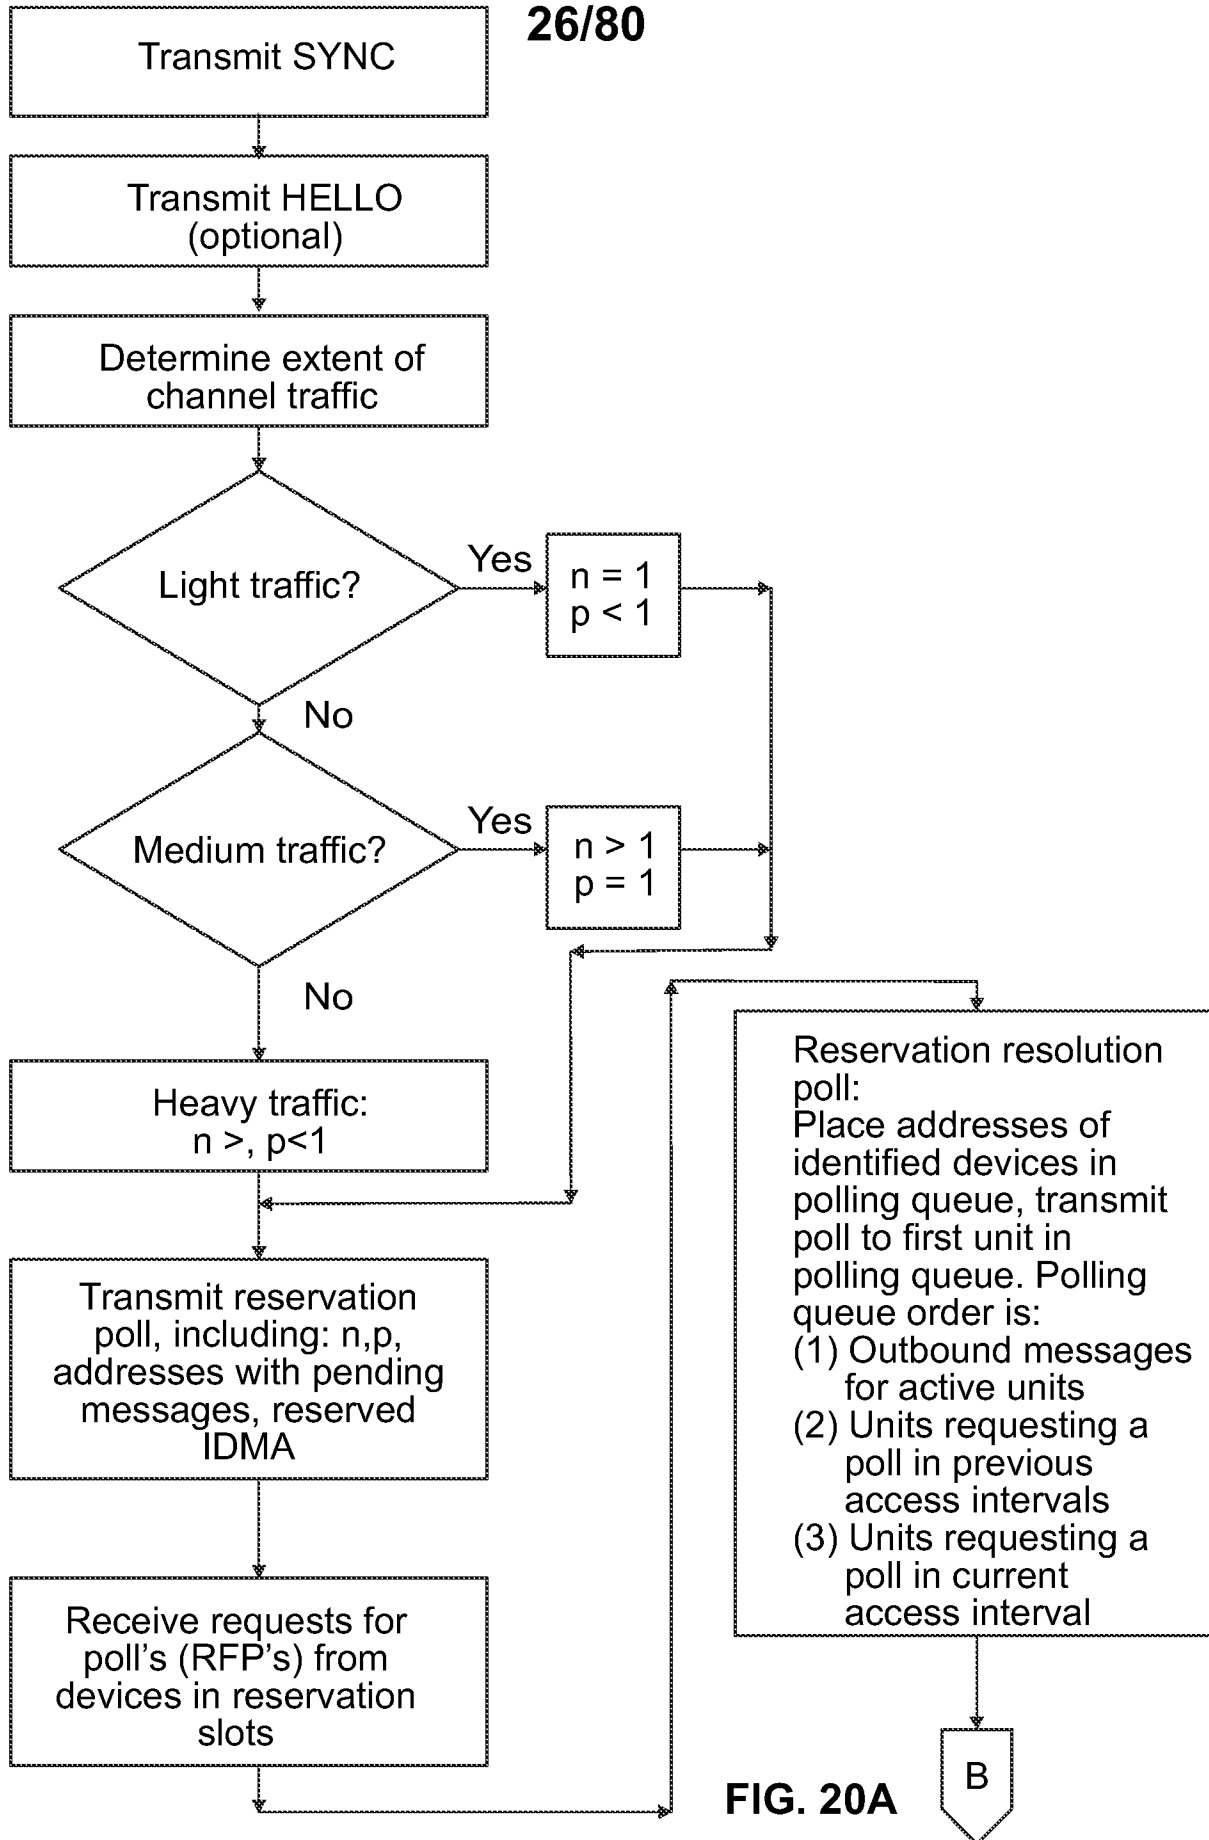 26/80
Transmit SYNC
Transmit HELLO
(optional)
Determine extent of
channel traffic
Light traffic?
Yes
n = 1
p < 1
No
Medium traffic?
Yes
n > 1
p = 1
No
Heavy traffic:
n >, p<1
Transmit reservation
poll, including: n,p,
addresses with pending
messages, reserved
IDMA
Receive requests for
poll's (RFP's) from
devices in reservation
slots
Reservation resolution
poll:
Place addresses of
identified devices in
polling queue, transmit
poll to first unit in
polling queue. Polling
queue order is:
(1) Outbound messages
for active units
(2) Units requesting a
poll in previous
access intervals
(3) Units requesting a
poll in current
access interval
B
FIG. 20A